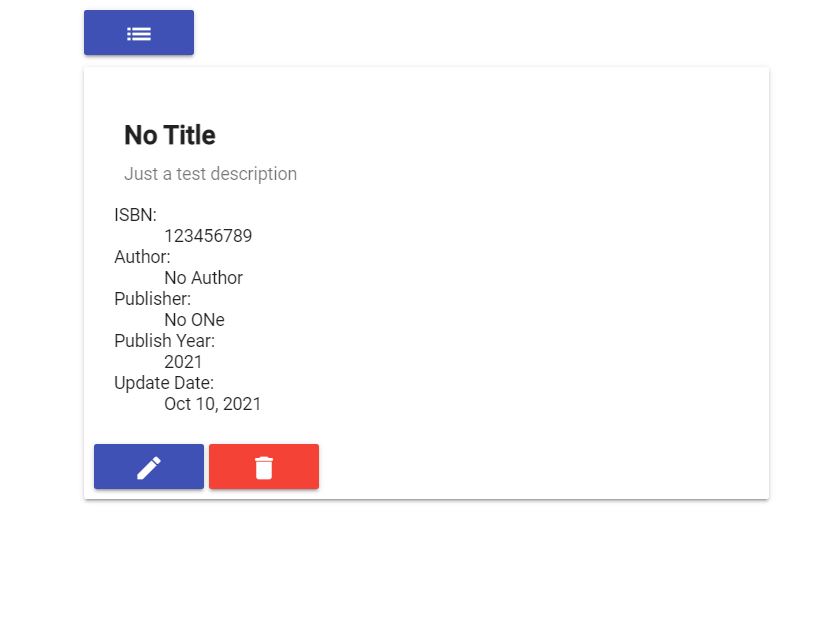 No Title
Just a test description
ISBN:
123456789
Author:
No Author
Publisher:
No ONe
Publish Year:
2021
Update Date:
Oct 10, 2021